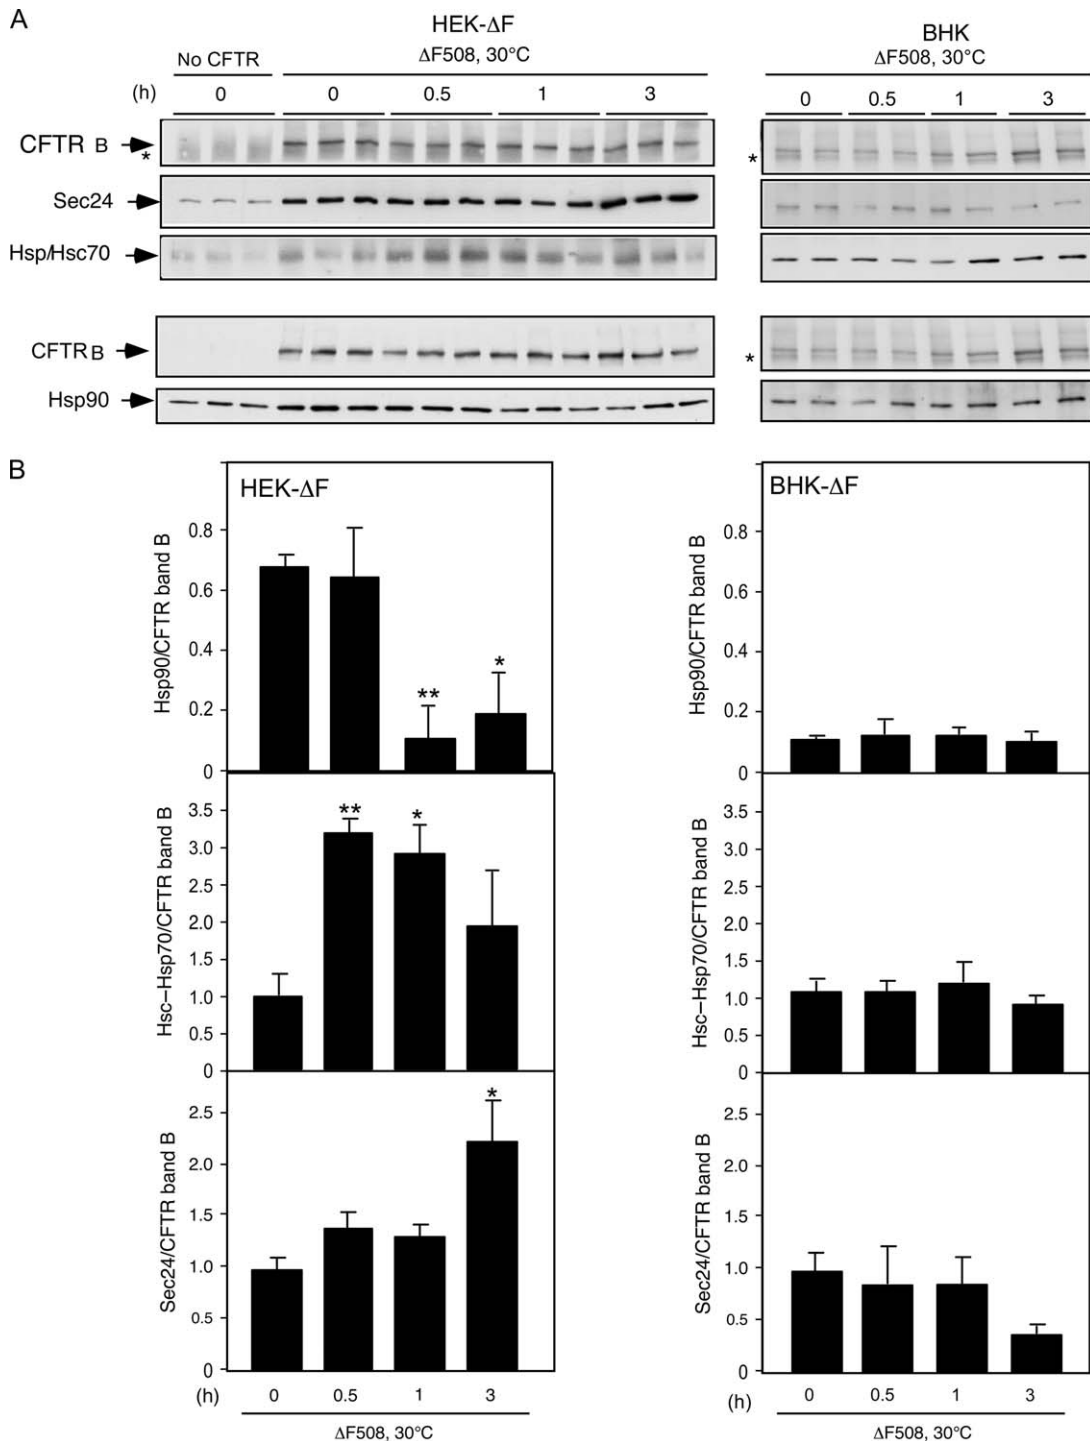 A
HEK-ΔF
ΔF508, 30°C
No CFTR
(h) 0 0 0.5 1 3
BHK
ΔF508, 30°C
0 0.5 1 3
CFTR B
*
*
Sec24
Hsp/Hsc70
CFTR B
*
Hsp90
B
HEK-ΔF
Hsp90/CFTR band B
0.8
0.6
0.4
0.2
0
**
*
Hsc–Hsp70/CFTR band B
3.5
3.0
2.5
2.0
1.5
1.0
0.5
0
**
*
Sec24/CFTR band B
2.5
2.0
1.5
1.0
0.5
0
*
(h) 0 0.5 1 3
ΔF508, 30°C
BHK-ΔF
Hsp90/CFTR band B
0.8
0.6
0.4
0.2
0
Hsc–Hsp70/CFTR band B
3.5
3.0
2.5
2.0
1.5
1.0
0.5
0
Sec24/CFTR band B
2.5
2.0
1.5
1.0
0.5
0
(h) 0 0.5 1 3
ΔF508, 30°C